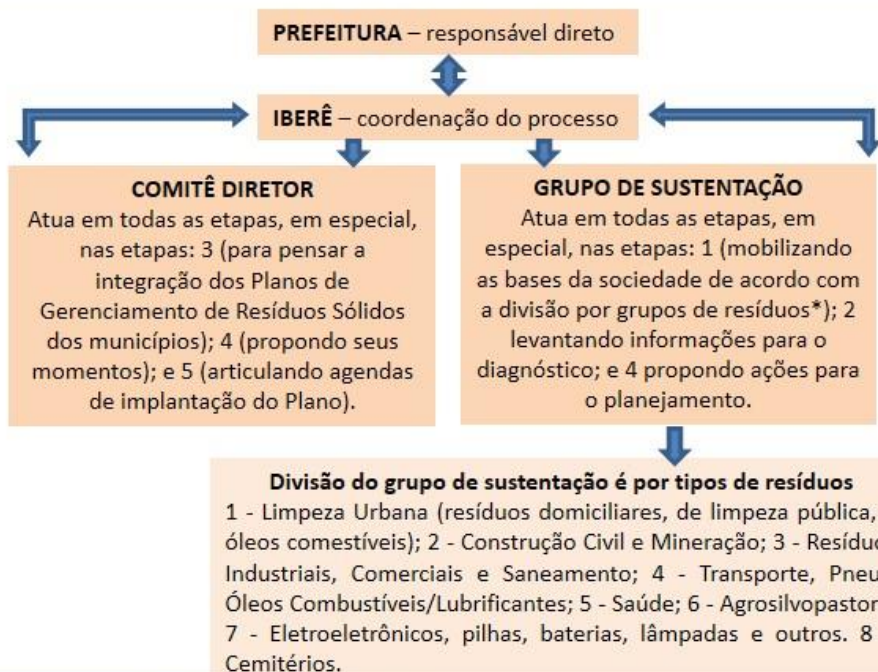 PREFEITURA – responsável direto
IBERÊ – coordenação do processo
COMITÊ DIRETOR
Atua em todas as etapas, em especial,
nas etapas: 3 (para pensar a
integração dos Planos de
Gerenciamento de Resíduos Sólidos
dos municípios); 4 (propondo seus
momentos); e 5 (articulando agendas
de implantação do Plano).
GRUPO DE SUSTENTAÇÃO
Atua em todas as etapas, em
especial, nas etapas: 1 (mobilizando
as bases da sociedade de acordo com
a divisão por grupos de resíduos*); 2
levantando informações para o
diagnóstico; e 4 propondo ações para
o planejamento.
Divisão do grupo de sustentação é por tipos de resíduos
1 - Limpeza Urbana (resíduos domiciliares, de limpeza pública,
óleos comestíveis); 2 - Construção Civil e Mineração; 3 -
Industriais, Comerciais e Saneamento; 4 - Transporte,
Óleos Combustíveis/Lubrificantes; 5 - Saúde; 6 -
7 - Eletroeletrônicos, pilhas, baterias, lâmpadas e outros. 8
Cemitérios.